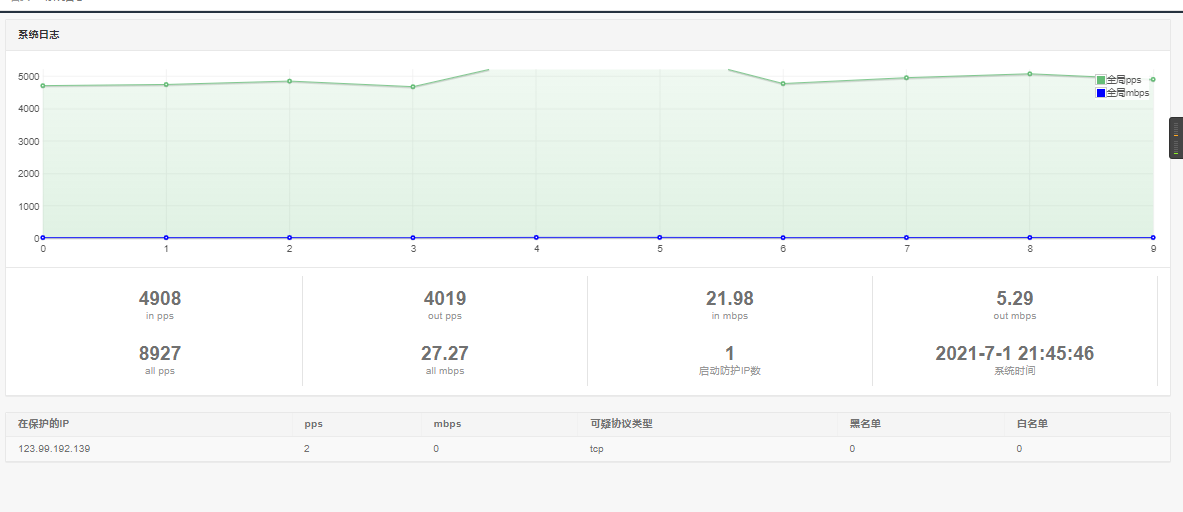 系统日志
5000
4000
3000
2000
1000
0
全局pps
全局mbps
0 1 2 3 4 5 6 7 8 9
4908 4019 21.98 5.29
in pps out pps in mbps out mbps
8927 27.27 1 2021-7-1 21:45:46
all pps all mbps 启动防护IP数 系统时间
在保护的IP pps mbps 可疑协议类型 黑名单 白名单
123.99.192.139 2 0 tcp 0 0